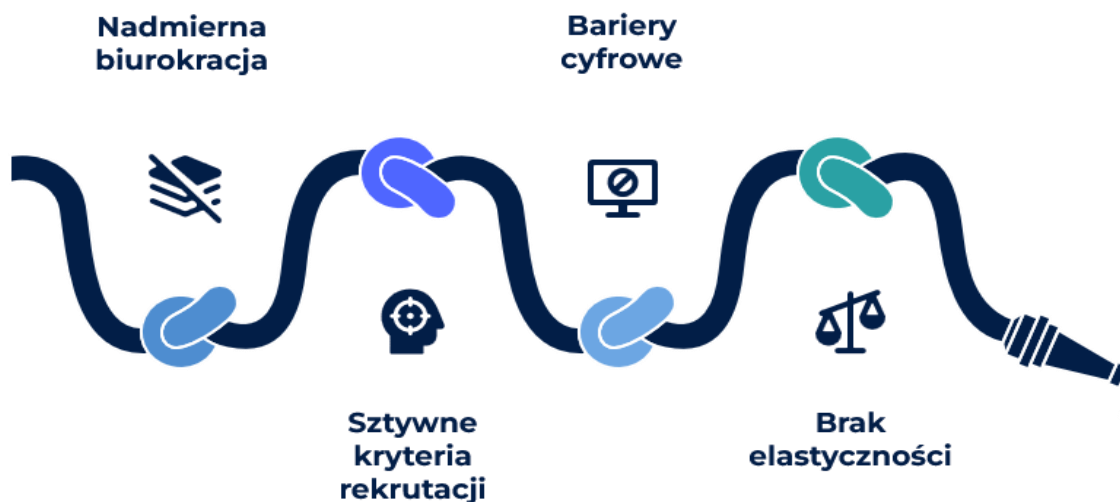 Nadmierna
biurokracja
Bariery
cyfrowe
Sztywne
kryteria
rekrutacji
Brak
elastyczności